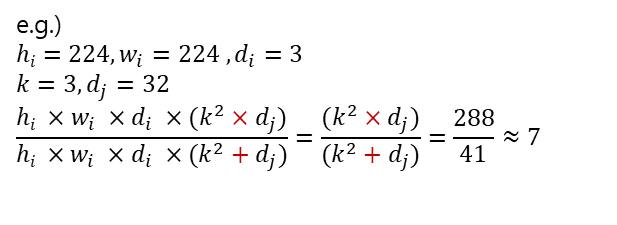 e.g.)
hᵢ = 224, wᵢ = 224 , dᵢ = 3
k = 3, dⱼ = 32
hᵢ × wᵢ × dᵢ × (k² × dⱼ) / hᵢ × wᵢ × dᵢ × (k² + dⱼ) = (k² × dⱼ) / (k² + dⱼ) = 288 / 41 ≈ 7